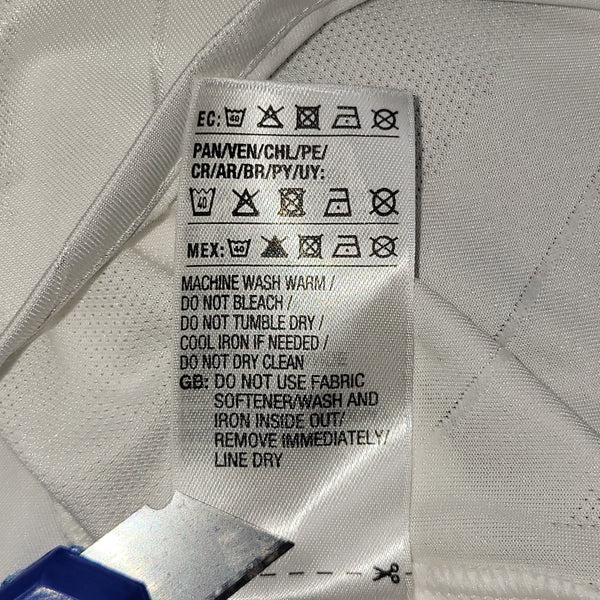 EC: 40
PAN/VEN/CHL/PE/
CR/AR/BR/PY/UY:
40
MEX: 40
MACHINE WASH WARM /
DO NOT BLEACH /
DO NOT TUMBLE DRY /
COOL IRON IF NEEDED /
DO NOT DRY CLEAN
GB: DO NOT USE FABRIC
SOFTENER/WASH AND
IRON INSIDE OUT/
REMOVE IMMEDIATELY/
LINE DRY